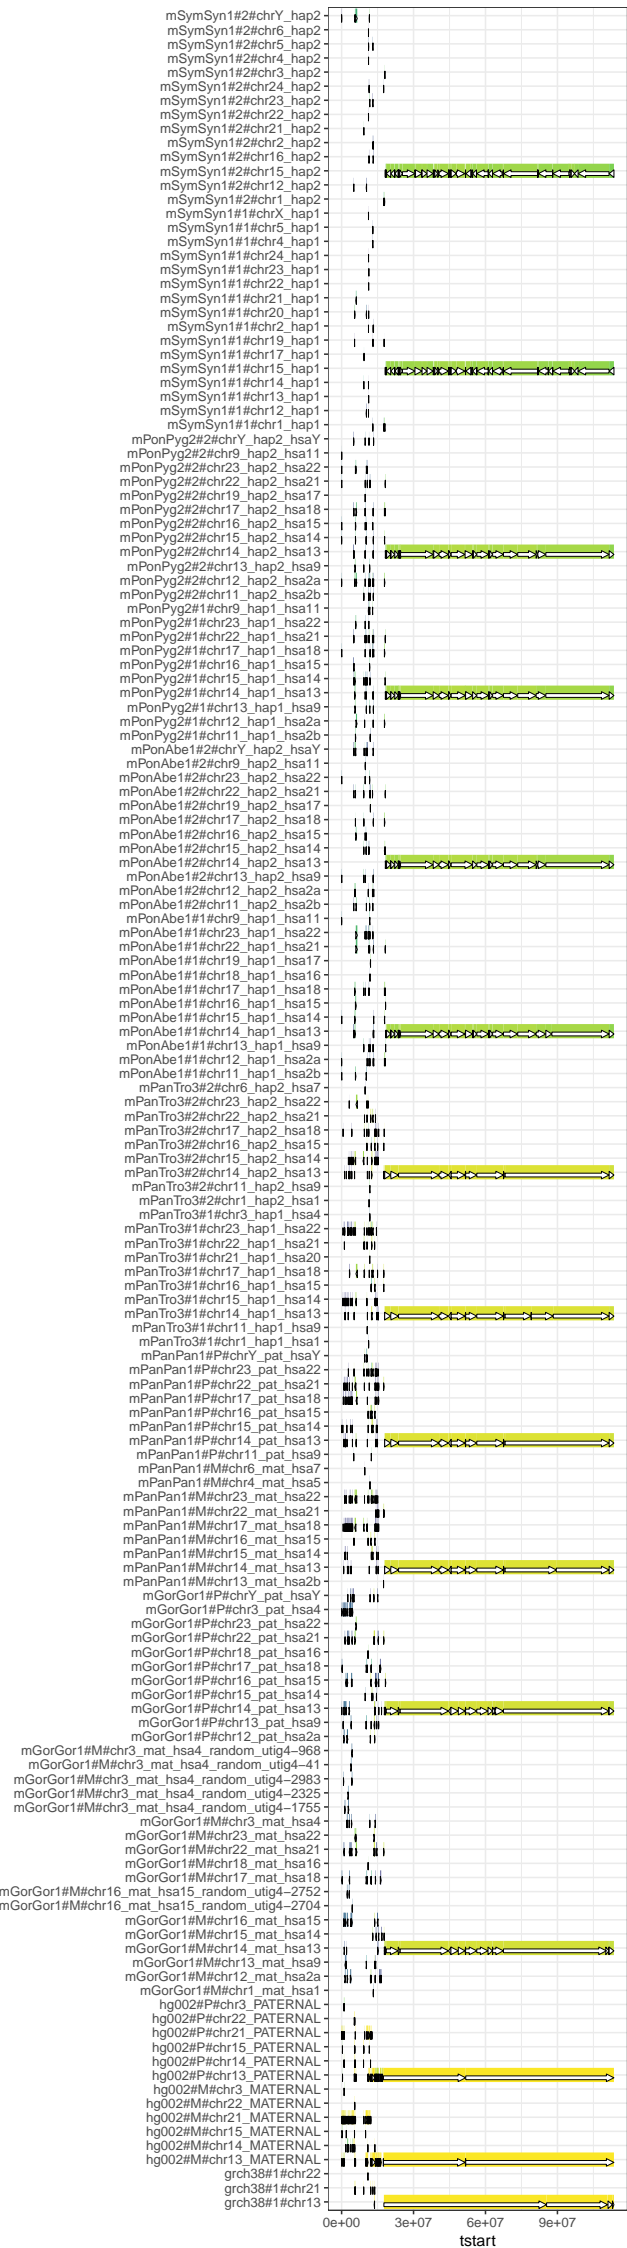 mSymSyn1#2#chrY_hap2
mSymSyn1#2#chr6_hap2
mSymSyn1#2#chr5_hap2
mSymSyn1#2#chr4_hap2
mSymSyn1#2#chr3_hap2
mSymSyn1#2#chr24_hap2
mSymSyn1#2#chr23_hap2
mSymSyn1#2#chr22_hap2
mSymSyn1#2#chr21_hap2
mSymSyn1#2#chr2_hap2
mSymSyn1#2#chr16_hap2
mSymSyn1#2#chr15_hap2
mSymSyn1#2#chr12_hap2
mSymSyn1#2#chr1_hap2
mSymSyn1#1#chrX_hap1
mSymSyn1#1#chr5_hap1
mSymSyn1#1#chr4_hap1
mSymSyn1#1#chr24_hap1
mSymSyn1#1#chr23_hap1
mSymSyn1#1#chr22_hap1
mSymSyn1#1#chr21_hap1
mSymSyn1#1#chr20_hap1
mSymSyn1#1#chr2_hap1
mSymSyn1#1#chr19_hap1
mSymSyn1#1#chr17_hap1
mSymSyn1#1#chr15_hap1
mSymSyn1#1#chr14_hap1
mSymSyn1#1#chr13_hap1
mSymSyn1#1#chr12_hap1
mSymSyn1#1#chr1_hap1
mPonPyg2#2#chrY_hap2_hsaY
mPonPyg2#2#chr9_hap2_hsa11
mPonPyg2#2#chr23_hap2_hsa22
mPonPyg2#2#chr22_hap2_hsa21
mPonPyg2#2#chr19_hap2_hsa17
mPonPyg2#2#chr17_hap2_hsa18
mPonPyg2#2#chr16_hap2_hsa15
mPonPyg2#2#chr15_hap2_hsa14
mPonPyg2#2#chr14_hap2_hsa13
mPonPyg2#2#chr13_hap2_hsa9
mPonPyg2#2#chr12_hap2_hsa2a
mPonPyg2#2#chr11_hap2_hsa2b
mPonPyg2#1#chr9_hap1_hsa11
mPonPyg2#1#chr23_hap1_hsa22
mPonPyg2#1#chr22_hap1_hsa21
mPonPyg2#1#chr17_hap1_hsa18
mPonPyg2#1#chr16_hap1_hsa15
mPonPyg2#1#chr15_hap1_hsa14
mPonPyg2#1#chr14_hap1_hsa13
mPonPyg2#1#chr13_hap1_hsa9
mPonPyg2#1#chr12_hap1_hsa2a
mPonPyg2#1#chr11_hap1_hsa2b
mPonAbe1#2#chrY_hap2_hsaY
mPonAbe1#2#chr9_hap2_hsa11
mPonAbe1#2#chr23_hap2_hsa22
mPonAbe1#2#chr22_hap2_hsa21
mPonAbe1#2#chr19_hap2_hsa17
mPonAbe1#2#chr17_hap2_hsa18
mPonAbe1#2#chr16_hap2_hsa15
mPonAbe1#2#chr15_hap2_hsa14
mPonAbe1#2#chr14_hap2_hsa13
mPonAbe1#2#chr13_hap2_hsa9
mPonAbe1#2#chr12_hap2_hsa2a
mPonAbe1#2#chr11_hap2_hsa2b
mPonAbe1#1#chr9_hap1_hsa11
mPonAbe1#1#chr23_hap1_hsa22
mPonAbe1#1#chr22_hap1_hsa21
mPonAbe1#1#chr19_hap1_hsa17
mPonAbe1#1#chr18_hap1_hsa16
mPonAbe1#1#chr17_hap1_hsa18
mPonAbe1#1#chr16_hap1_hsa15
mPonAbe1#1#chr15_hap1_hsa14
mPonAbe1#1#chr14_hap1_hsa13
mPonAbe1#1#chr13_hap1_hsa9
mPonAbe1#1#chr12_hap1_hsa2a
mPonAbe1#1#chr11_hap1_hsa2b
mPanTro3#2#chr6_hap2_hsa7
mPanTro3#2#chr23_hap2_hsa22
mPanTro3#2#chr22_hap2_hsa21
mPanTro3#2#chr17_hap2_hsa18
mPanTro3#2#chr16_hap2_hsa15
mPanTro3#2#chr15_hap2_hsa14
mPanTro3#2#chr14_hap2_hsa13
mPanTro3#2#chr11_hap2_hsa9
mPanTro3#2#chr1_hap2_hsa1
mPanTro3#1#chr3_hap1_hsa4
mPanTro3#1#chr23_hap1_hsa22
mPanTro3#1#chr22_hap1_hsa21
mPanTro3#1#chr21_hap1_hsa20
mPanTro3#1#chr17_hap1_hsa18
mPanTro3#1#chr16_hap1_hsa15
mPanTro3#1#chr15_hap1_hsa14
mPanTro3#1#chr14_hap1_hsa13
mPanTro3#1#chr11_hap1_hsa9
mPanTro3#1#chr1_hap1_hsa1
mPanPan1#P#chrY_pat_hsaY
mPanPan1#P#chr23_pat_hsa22
mPanPan1#P#chr22_pat_hsa21
mPanPan1#P#chr17_pat_hsa18
mPanPan1#P#chr16_pat_hsa15
mPanPan1#P#chr15_pat_hsa14
mPanPan1#P#chr14_pat_hsa13
mPanPan1#P#chr11_pat_hsa9
mPanPan1#M#chr6_mat_hsa7
mPanPan1#M#chr4_mat_hsa5
mPanPan1#M#chr23_mat_hsa22
mPanPan1#M#chr22_mat_hsa21
mPanPan1#M#chr17_mat_hsa18
mPanPan1#M#chr16_mat_hsa15
mPanPan1#M#chr15_mat_hsa14
mPanPan1#M#chr14_mat_hsa13
mPanPan1#M#chr13_mat_hsa2b
mGorGor1#P#chrY_pat_hsaY
mGorGor1#P#chr3_pat_hsa4
mGorGor1#P#chr23_pat_hsa22
mGorGor1#P#chr22_pat_hsa21
mGorGor1#P#chr18_pat_hsa16
mGorGor1#P#chr17_pat_hsa18
mGorGor1#P#chr16_pat_hsa15
mGorGor1#P#chr15_pat_hsa14
mGorGor1#P#chr14_pat_hsa13
mGorGor1#P#chr13_pat_hsa9
mGorGor1#P#chr12_pat_hsa2a
mGorGor1#M#chr3_mat_hsa4_random_utig4−968
mGorGor1#M#chr3_mat_hsa4_random_utig4−41
mGorGor1#M#chr3_mat_hsa4_random_utig4−2983
mGorGor1#M#chr3_mat_hsa4_random_utig4−2325
mGorGor1#M#chr3_mat_hsa4_random_utig4−1755
mGorGor1#M#chr3_mat_hsa4
mGorGor1#M#chr23_mat_hsa22
mGorGor1#M#chr22_mat_hsa21
mGorGor1#M#chr18_mat_hsa16
mGorGor1#M#chr17_mat_hsa18
mGorGor1#M#chr16_mat_hsa15_random_utig4−2752
mGorGor1#M#chr16_mat_hsa15_random_utig4−2704
mGorGor1#M#chr16_mat_hsa15
mGorGor1#M#chr15_mat_hsa14
mGorGor1#M#chr14_mat_hsa13
mGorGor1#M#chr13_mat_hsa9
mGorGor1#M#chr12_mat_hsa2a
mGorGor1#M#chr1_mat_hsa1
hg002#P#chr3_PATERNAL
hg002#P#chr22_PATERNAL
hg002#P#chr21_PATERNAL
hg002#P#chr15_PATERNAL
hg002#P#chr14_PATERNAL
hg002#P#chr13_PATERNAL
hg002#M#chr3_MATERNAL
hg002#M#chr22_MATERNAL
hg002#M#chr21_MATERNAL
hg002#M#chr15_MATERNAL
hg002#M#chr14_MATERNAL
hg002#M#chr13_MATERNAL
grch38#1#chr22
grch38#1#chr21
grch38#1#chr13
0e+00 3e+07 6e+07 9e+07
tstart